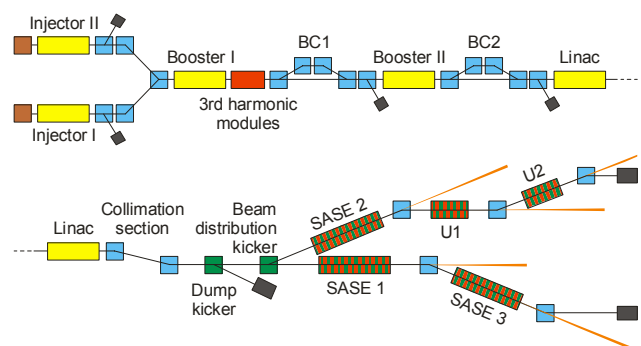 Injector II
Booster I
BC1
Booster II
BC2
Linac
3rd harmonic
modules
Injector I
Linac
Collimation
section
Beam
distribution
kicker
Dump
kicker
SASE 2
U1
U2
SASE 1
SASE 3